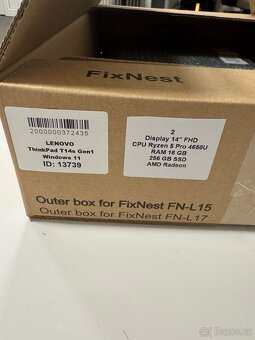 FixNest
2000000372435
LENOVO
ThinkPad T14s Gen1
Windows 11
ID: 13739
2
Display 14" FHD
CPU Ryzen 5 Pro 4650U
RAM 16 GB
256 GB SSD
AMD Radeon
Outer box for FixNest FN-L15
Outer box for FixNest FN-L17
Bazos.cz